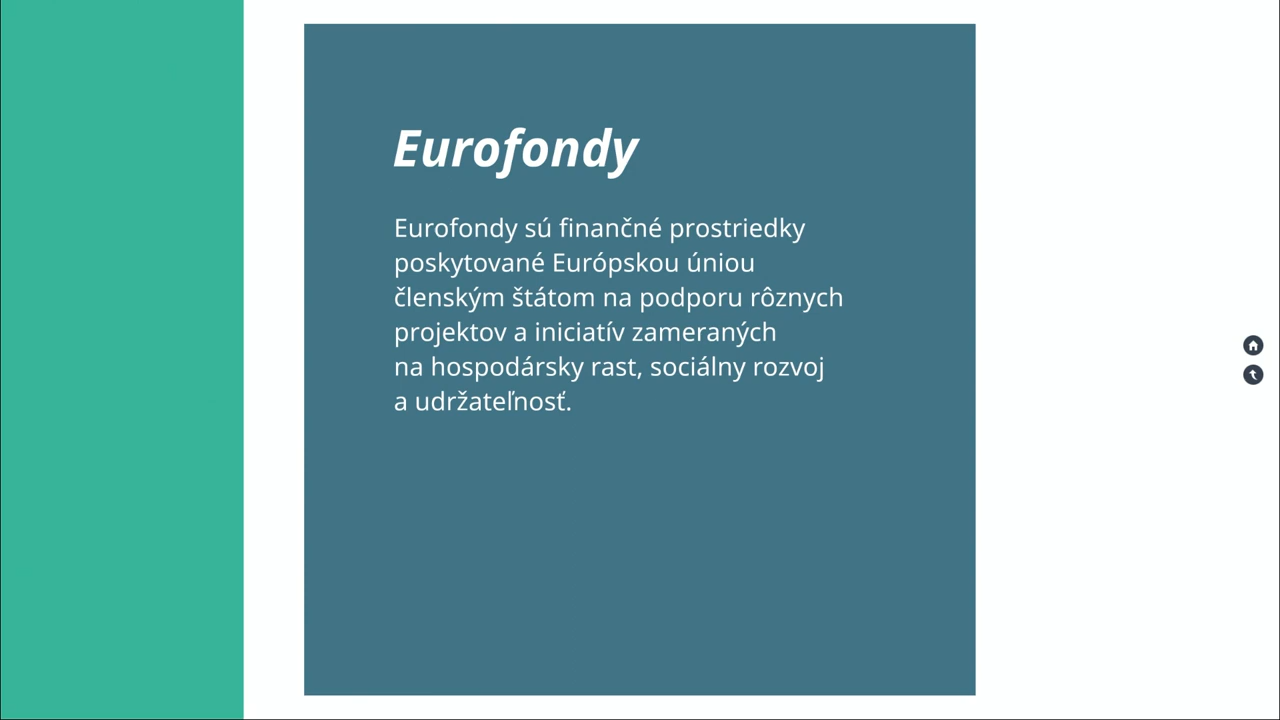 Eurofondy
Eurofondy sú finančné prostriedky
poskytované Európskou úniou
členským štátom na podporu rôznych
projektov a iniciatív zameraných
na hospodársky rast, sociálny rozvoj
a udržateľnosť.